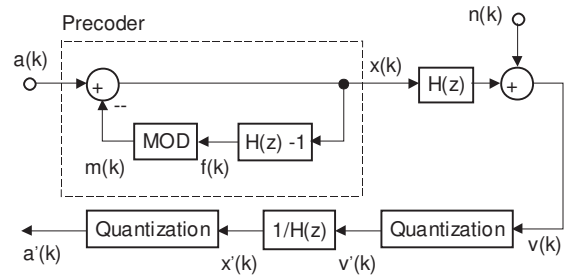 Precoder
n(k)
a(k)
x(k)
+
--
H(z)
+
MOD
H(z) -1
m(k)
f(k)
Quantization
1/H(z)
Quantization
v(k)
a'(k)
x'(k)
v'(k)